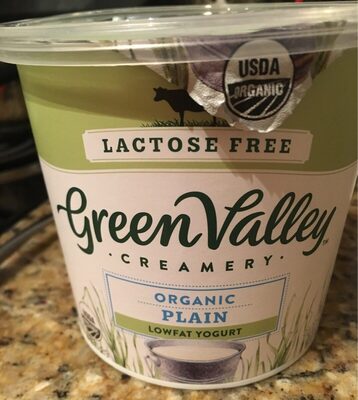 USDA
ORGANIC
LACTOSE FREE
Green Valley
· CREAMERY ·
ORGANIC
PLAIN
LOWFAT YOGURT